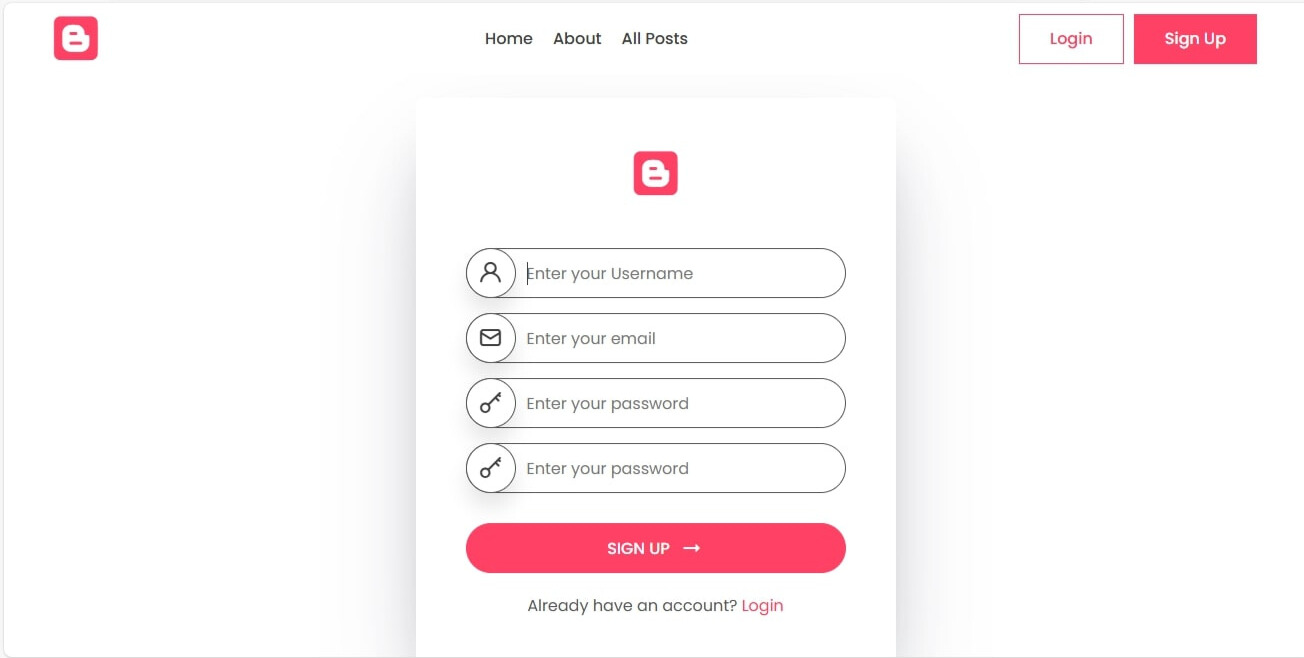 Home About All Posts Login Sign Up
Enter your Username
Enter your email
Enter your password
Enter your password
SIGN UP →
Already have an account? Login